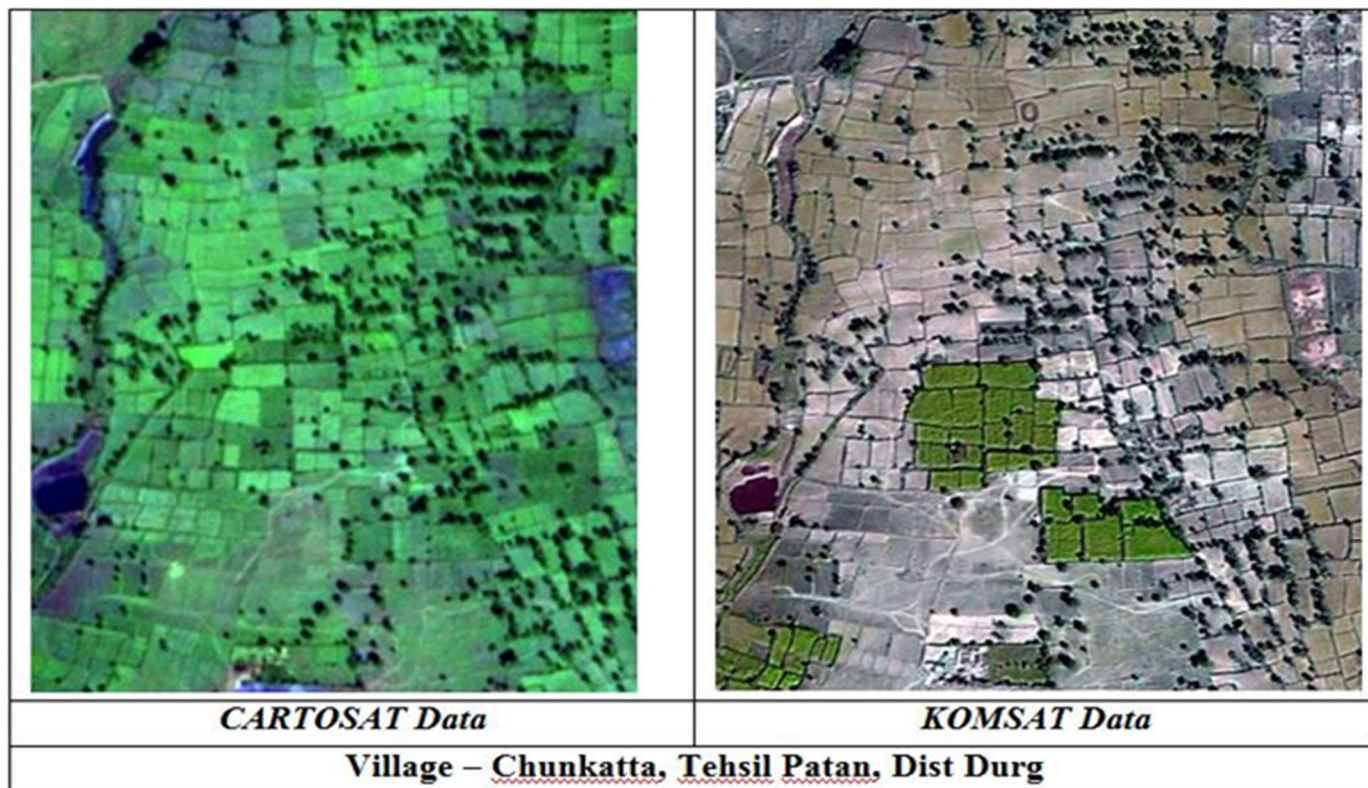 CARTOSAT Data
KOMSAT Data
Village – Chunkatta, Tehsil Patan, Dist Durg